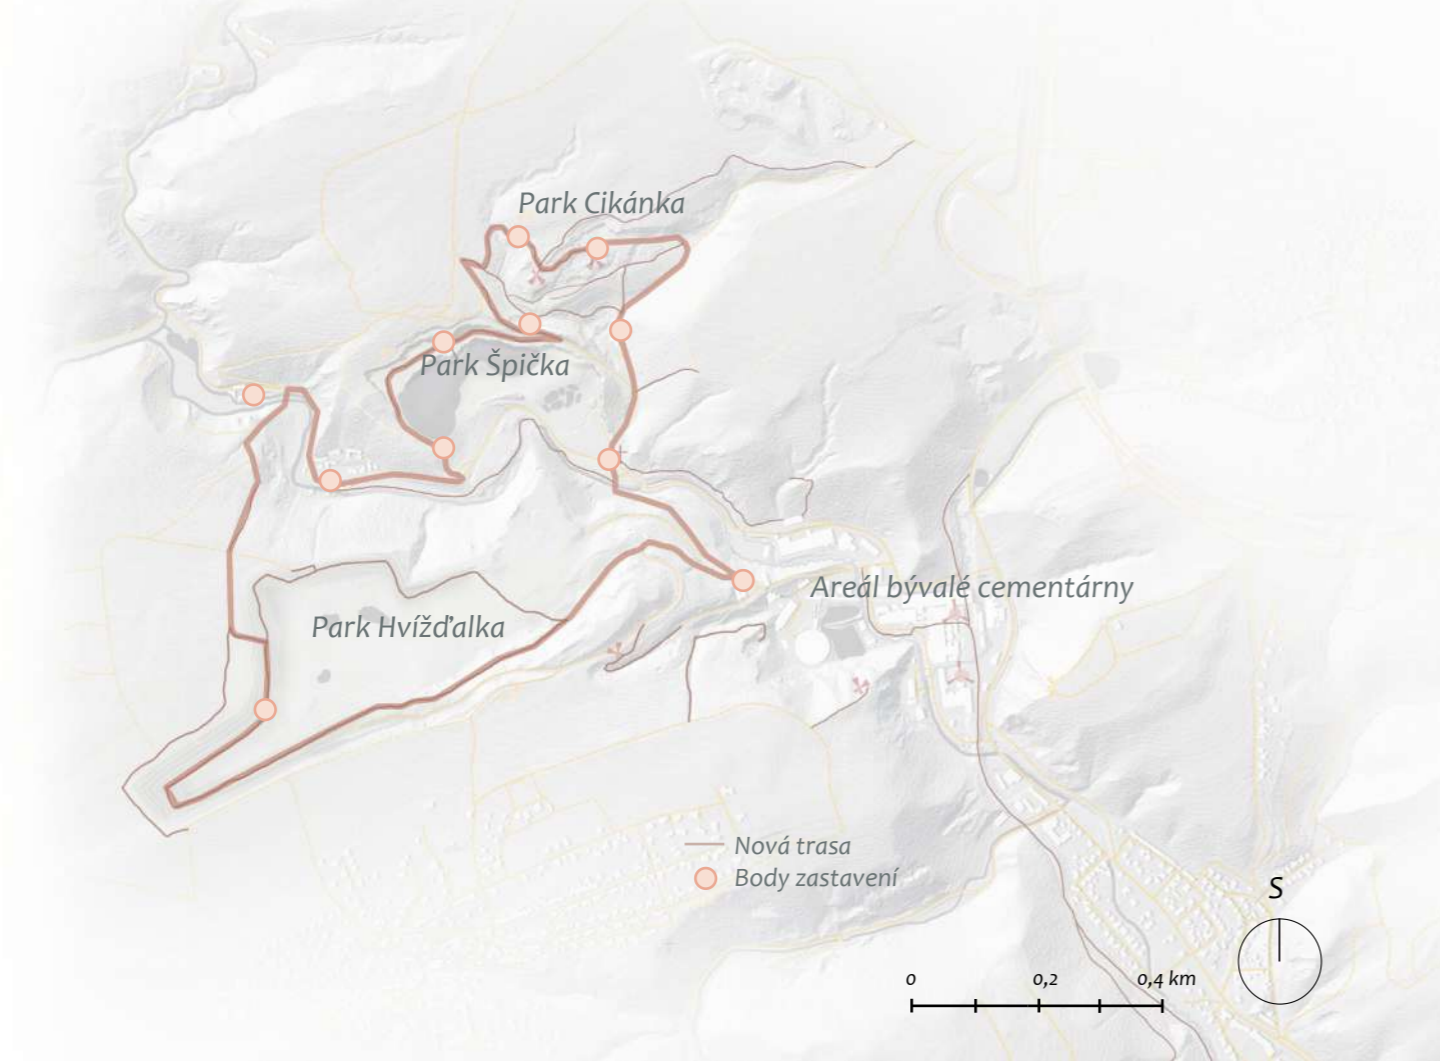 Park Cikánka
Park Špička
Areál bývalé cementárny
Park Hvížďalka
Nová trasa
Body zastavení
S
0 0,2 0,4 km